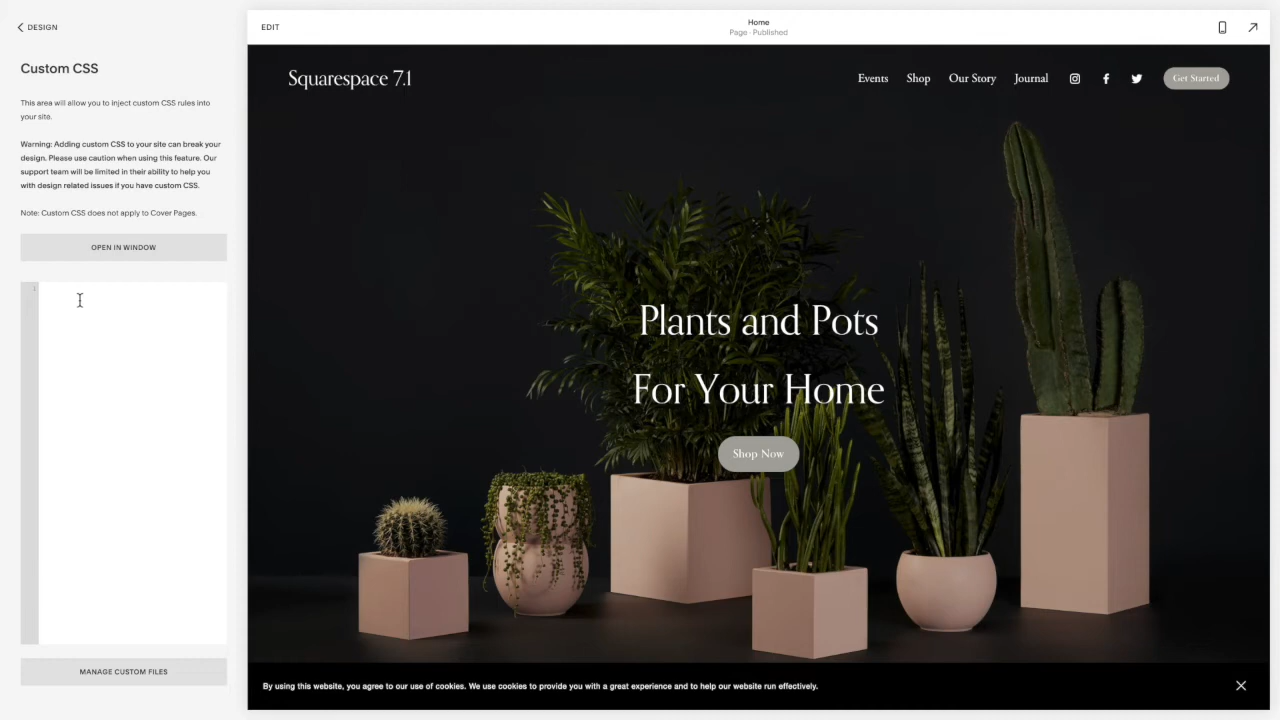 DESIGN
Custom CSS
This area will allow you to inject custom CSS rules into
your site.
Warning: Adding custom CSS to your site can break your
design. Please use caution when using this feature. Our
support team will be limited in their ability to help you
with design related issues if you have custom CSS.
Note: Custom CSS does not apply to Cover Pages.
OPEN IN WINDOW
1
MANAGE CUSTOM FILES
EDIT
Home
Page · Published
Squarespace 7.1
Events Shop Our Story Journal Get Started
Plants and Pots
For Your Home
Shop Now
By using this website, you agree to our use of cookies. We use cookies to provide you with a great experience and to help our website run effectively.